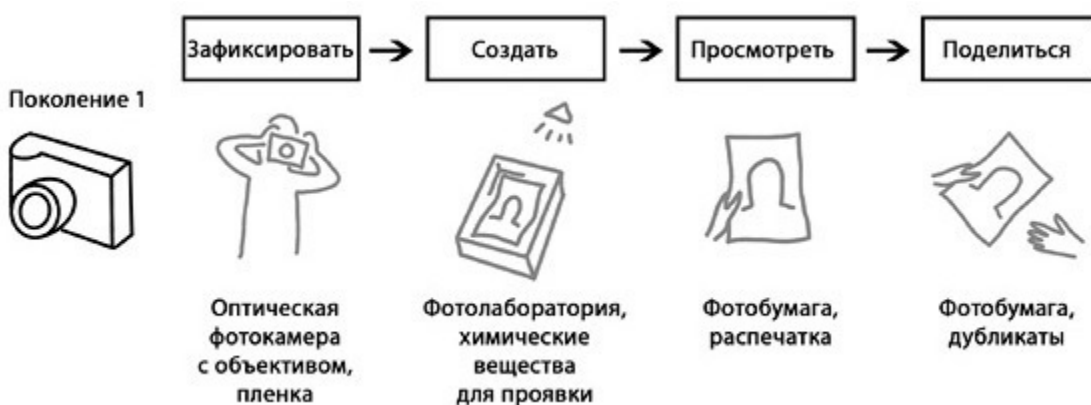 Зафиксировать
Создать
Просмотреть
Поделиться
Поколение 1
Оптическая
фотокамера
с объективом,
пленка
Фотолаборатория,
химические
вещества
для проявки
Фотобумага,
распечатка
Фотобумага,
дубликаты